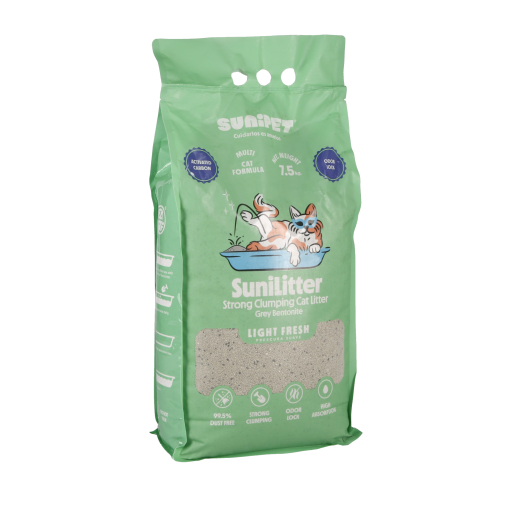 SUNIPET
ACTIVATED
CARBON
MULTI
CAT
FORMULA
NET WEIGHT
7.5
ODOR
LOCK
SuniLitter
Strong Clumping Cat Litter
Grey Bentonite
LIGHT FRESH
99.5%
DUST FREE
STRONG
CLUMPING
ODOR
LOCK
HIGH
ABSORPTION